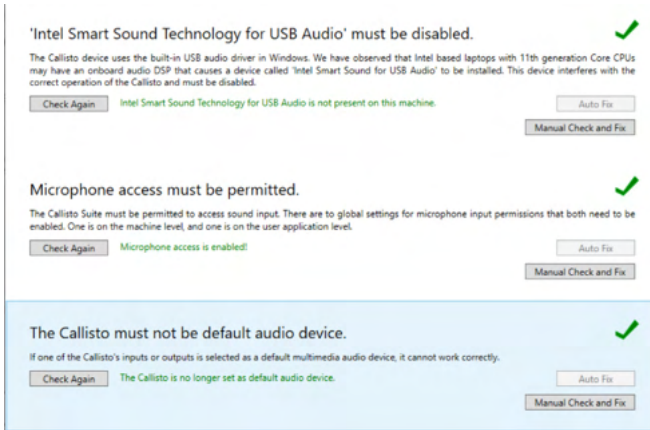 'Intel Smart Sound Technology for USB Audio' must be disabled.
The Callisto device uses the built-in USB audio driver in Windows. We have observed that Intel based laptops with 11th generation Core CPUs
may have an onboard audio DSP that causes a device called 'Intel Smart Sound for USB Audio' to be installed. This device interferes with the
correct operation of the Callisto and must be disabled.
Check Again Intel Smart Sound Technology for USB Audio is not present on this machine. Auto Fix
Manual Check and Fix
Microphone access must be permitted.
The Callisto Suite must be permitted to access sound input. There are to global settings for microphone input permissions that both need to be
enabled. One is on the machine level, and one is on the user application level.
Check Again Microphone access is enabled! Auto Fix
Manual Check and Fix
The Callisto must not be default audio device.
If one of the Callisto's inputs or outputs is selected as a default multimedia audio device, it cannot work correctly.
Check Again The Callisto is no longer set as default audio device. Auto Fix
Manual Check and Fix